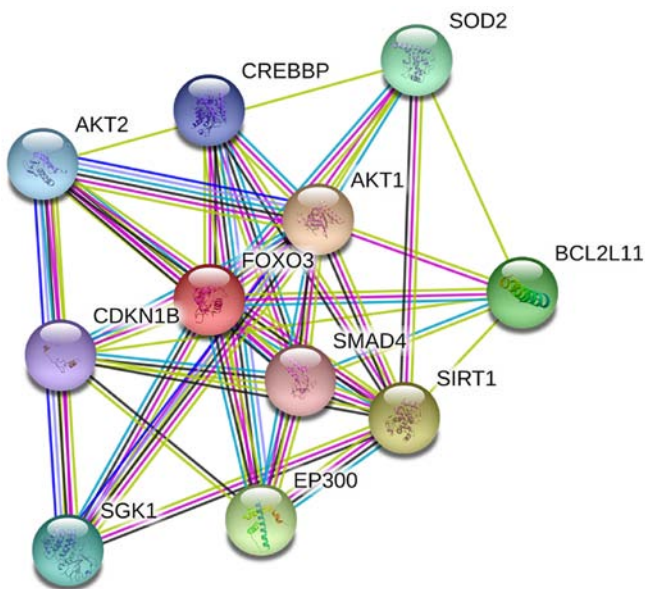 SOD2
CREBBP
AKT2
AKT1
FOXO3
BCL2L11
CDKN1B
SMAD4
SIRT1
EP300
SGK1